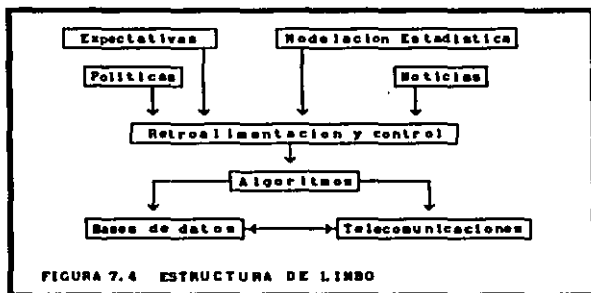 Expectativas
Modelacion Estadistica
Politicas
Noticias
Retroalimentacion y control
Algoritmos
Bases de datos
Telecomunicaciones
FIGURA 7.4 ESTRUCTURA DE LIMBO